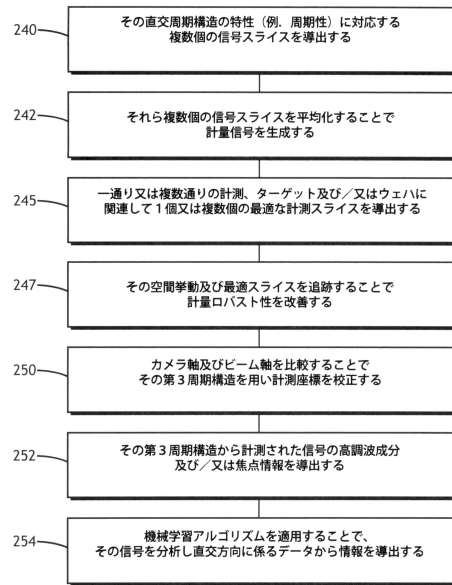 240
その直交周期構造の特性（例．周期性）に対応する
複数個の信号スライスを導出する
242
それら複数個の信号スライスを平均化することで
計量信号を生成する
245
一通り又は複数通りの計測、ターゲット及び／又はウェハに
関連して１個又は複数個の最適な計測スライスを導出する
247
その空間挙動及び最適スライスを追跡することで
計量ロバスト性を改善する
250
カメラ軸及びビーム軸を比較することで
その第３周期構造を用い計測座標を校正する
252
その第３周期構造から計測された信号の高調波成分
及び／又は焦点情報を導出する
254
機械学習アルゴリズムを適用することで、
その信号を分析し直交方向に係るデータから情報を導出する